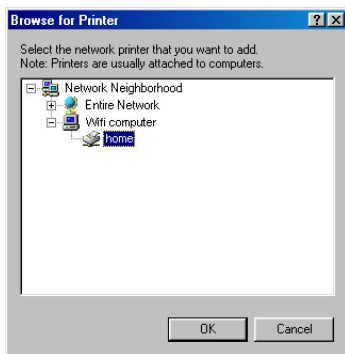 Browse for Printer
Select the network printer that you want to add.
Note: Printers are usually attached to computers.
Network Neighborhood
Entire Network
Wifi computer
home
OK Cancel